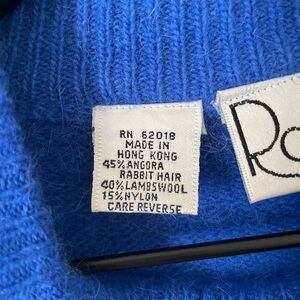 RN 62018
MADE IN
HONG KONG
45% ANGORA
RABBIT HAIR
40% LAMBSWOOL
15% NYLON
CARE REVERSE